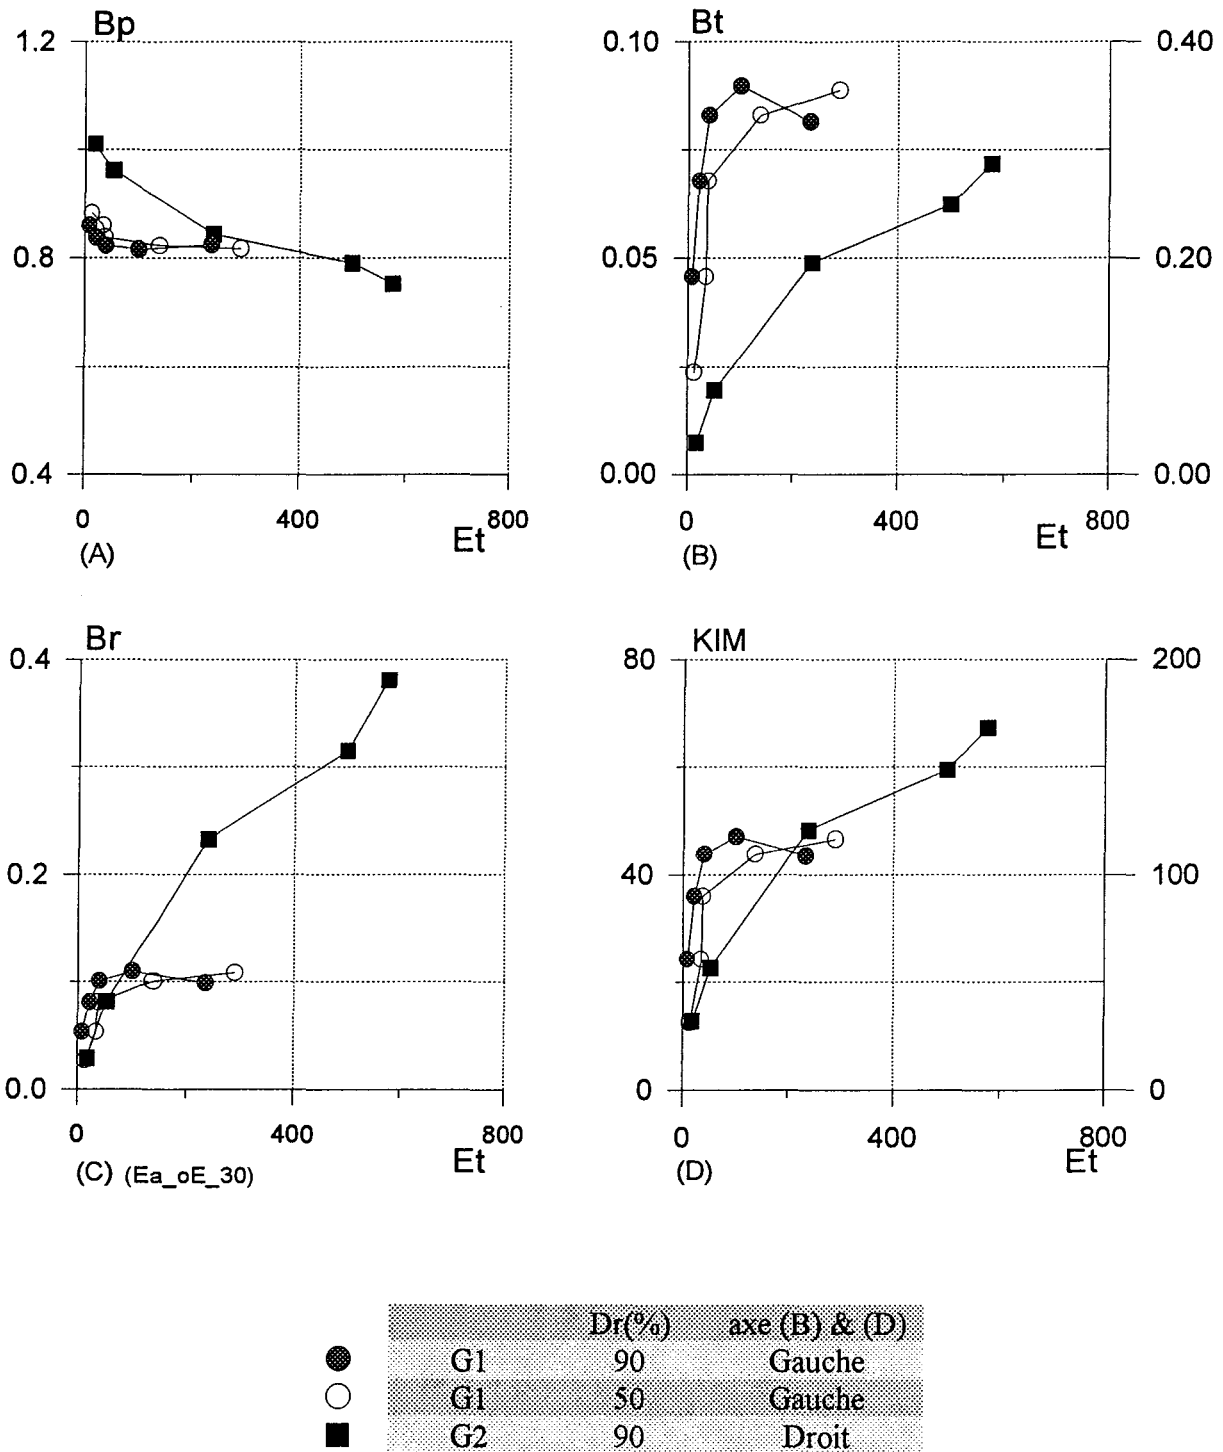 Bp
1.2
0.8
0.4
0 400 800
Et
(A)
Bt
0.10 0.40
0.05 0.20
0.00 0.00
0 400 800
Et
(B)
Br
0.4
0.2
0.0
0 400 800
Et
(C) (Ea_oE_30)
KIM
80 200
40 100
0 0
0 400 800
Et
(D)
Dr(%) axe (B) & (D)
G1 90 Gauche
G1 50 Gauche
G2 90 Droit